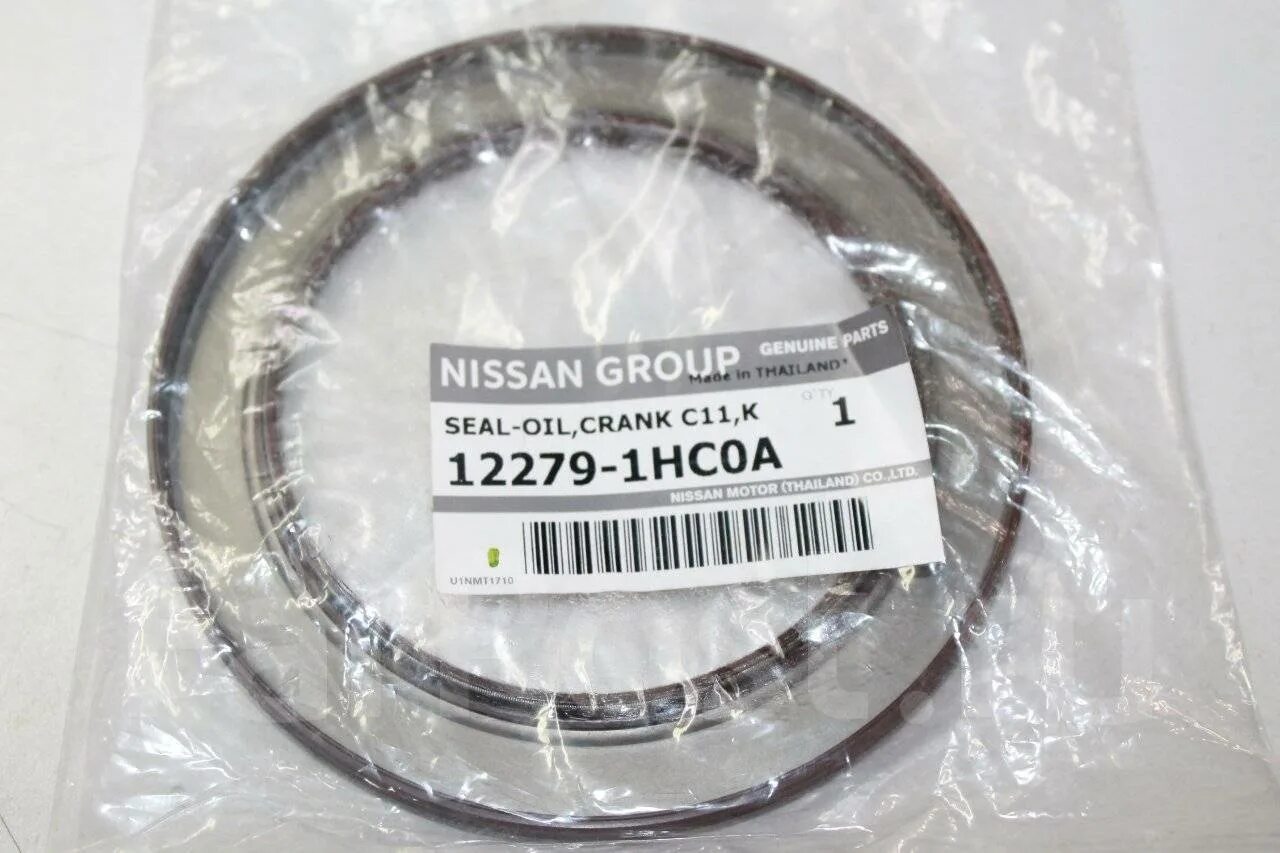 NISSAN GROUP GENUINE PARTS
Made in THAILAND*
SEAL-OIL,CRANK C11,K Q'TY 1
12279-1HC0A
NISSAN MOTOR (THAILAND) CO.,LTD.
U1NMT1710